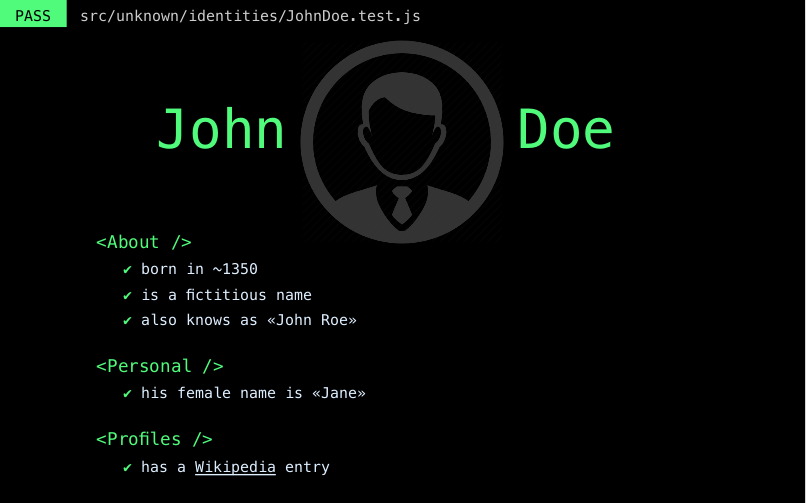 PASS src/unknown/identities/JohnDoe.test.js
John Doe
<About />
✔ born in ~1350
✔ is a fictitious name
✔ also knows as «John Roe»
<Personal />
✔ his female name is «Jane»
<Profiles />
✔ has a Wikipedia entry